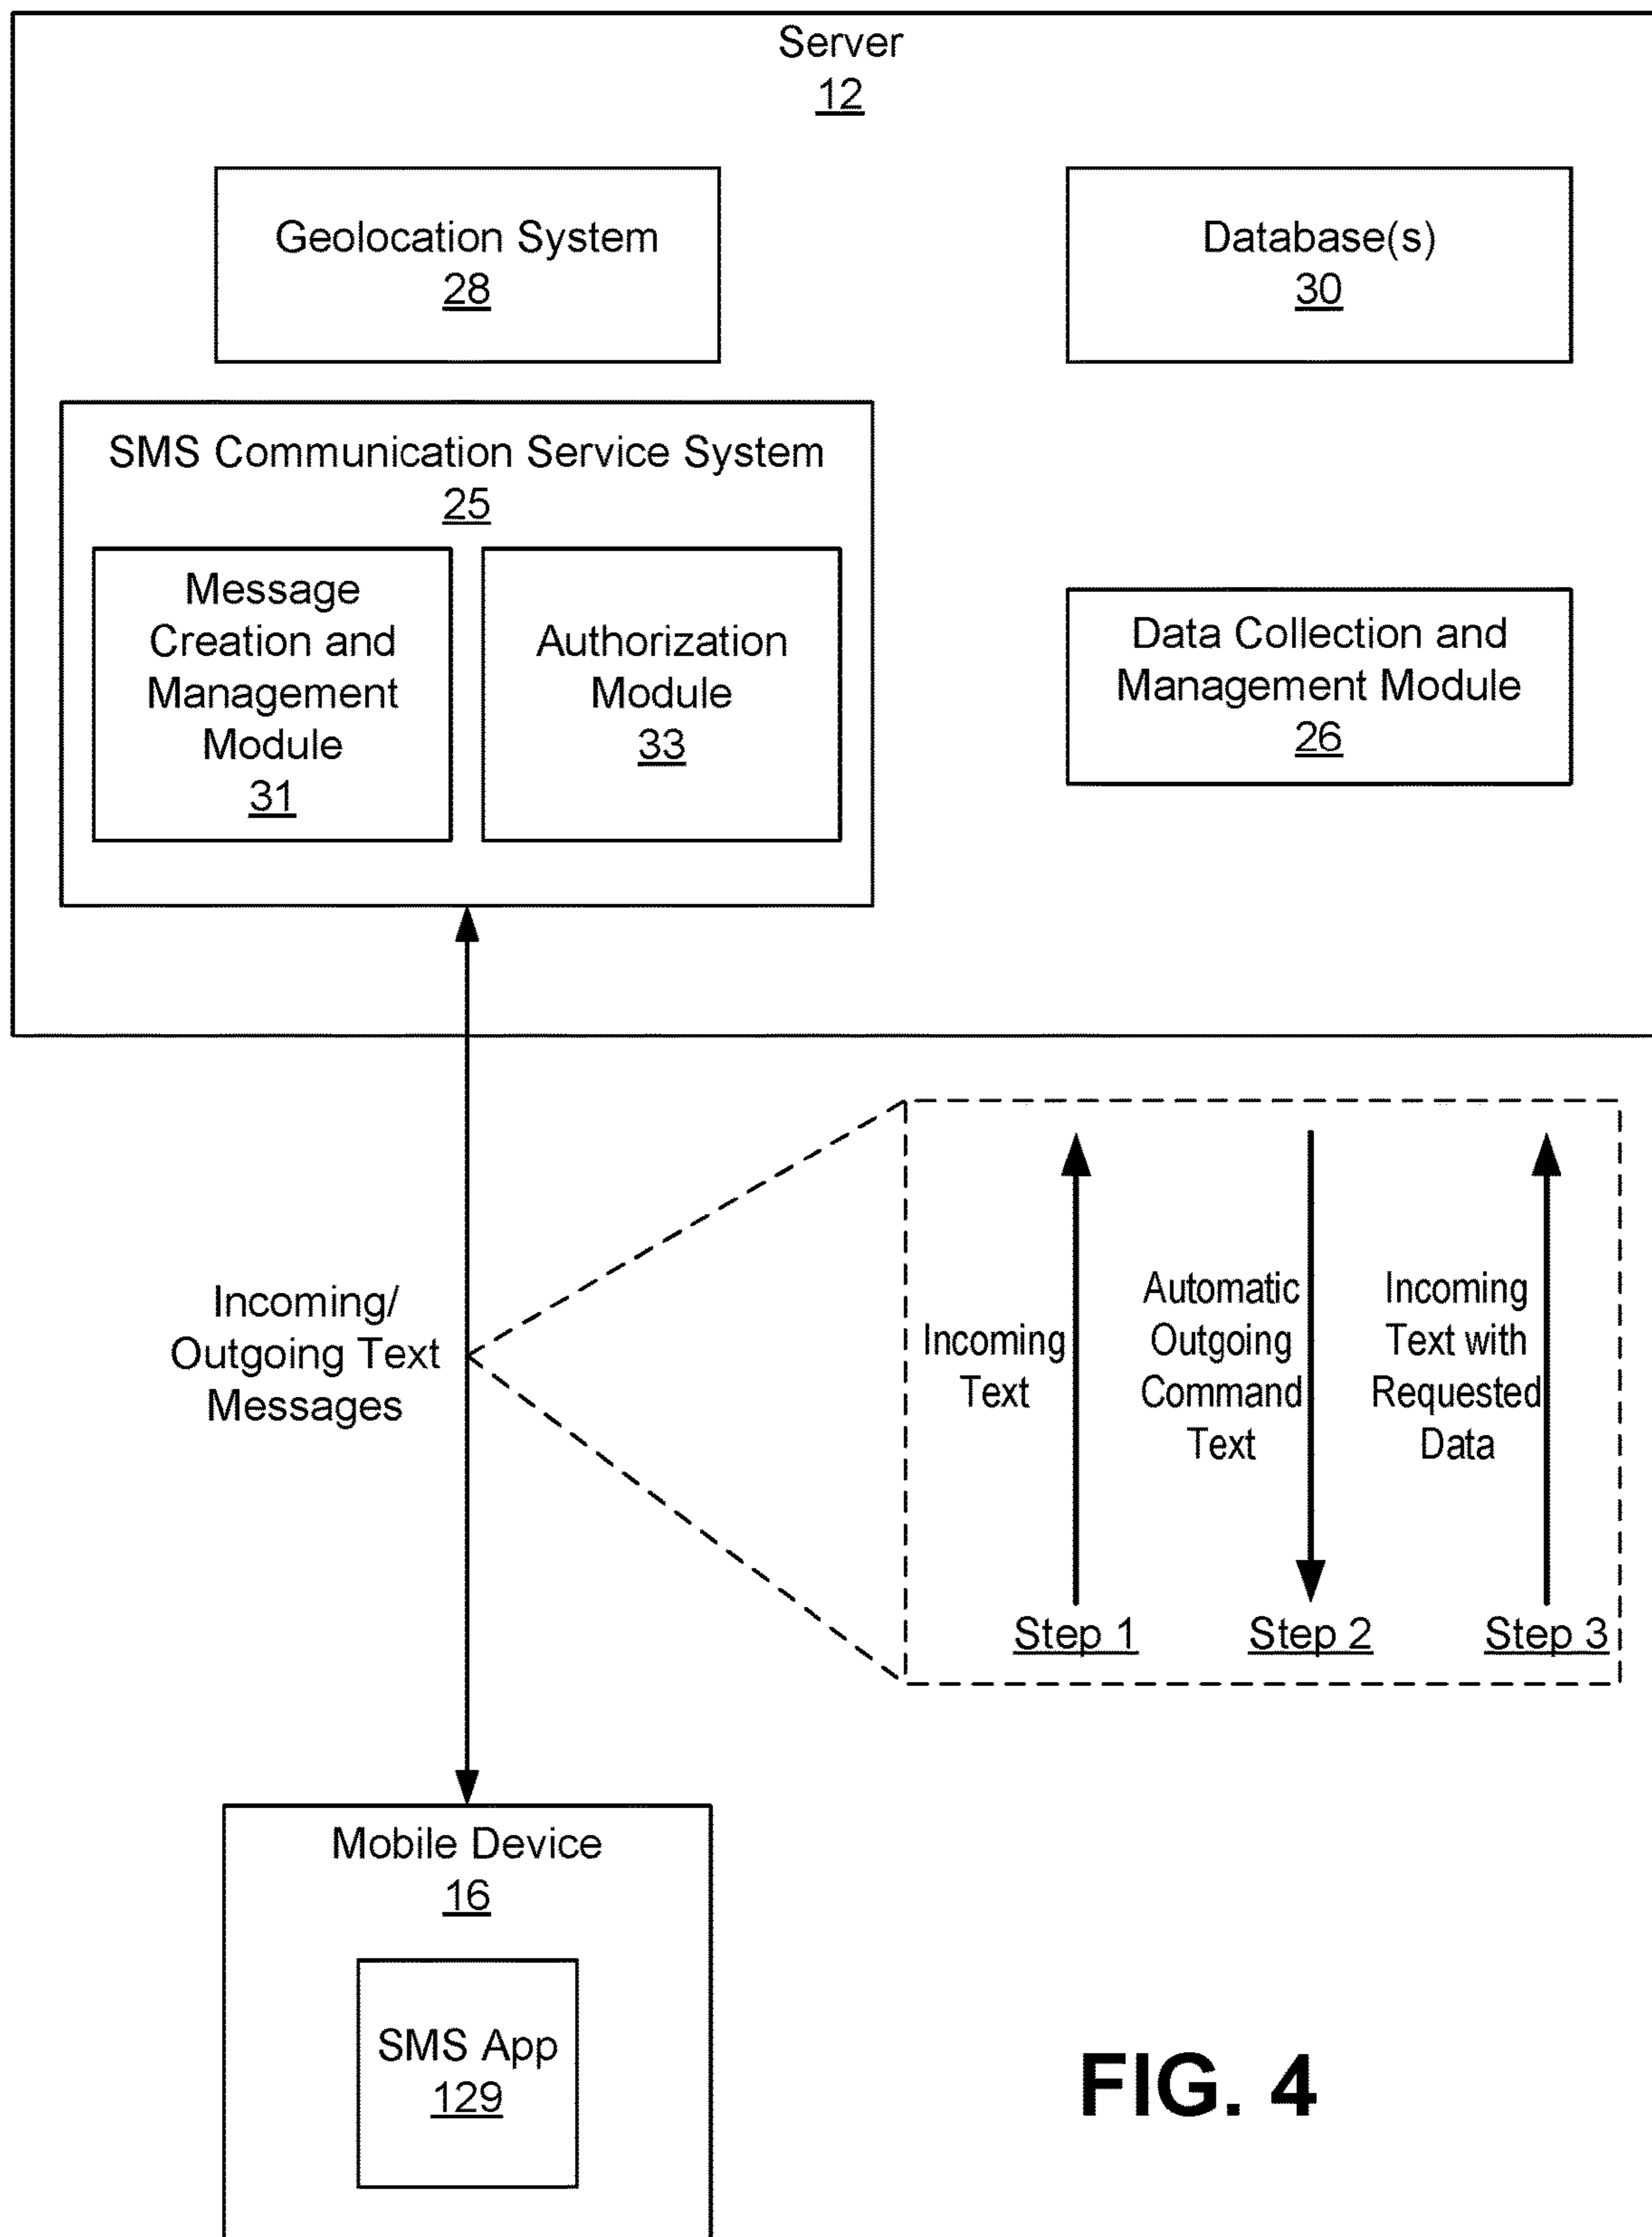 Server
12
Geolocation System
28
Database(s)
30
SMS Communication Service System
25
Message
Creation and
Management
Module
31
Authorization
Module
33
Data Collection and
Management Module
26
Incoming/
Outgoing Text
Messages
Incoming
Text
Automatic
Outgoing
Command
Text
Incoming
Text with
Requested
Data
Step 1
Step 2
Step 3
Mobile Device
16
SMS App
129
FIG. 4